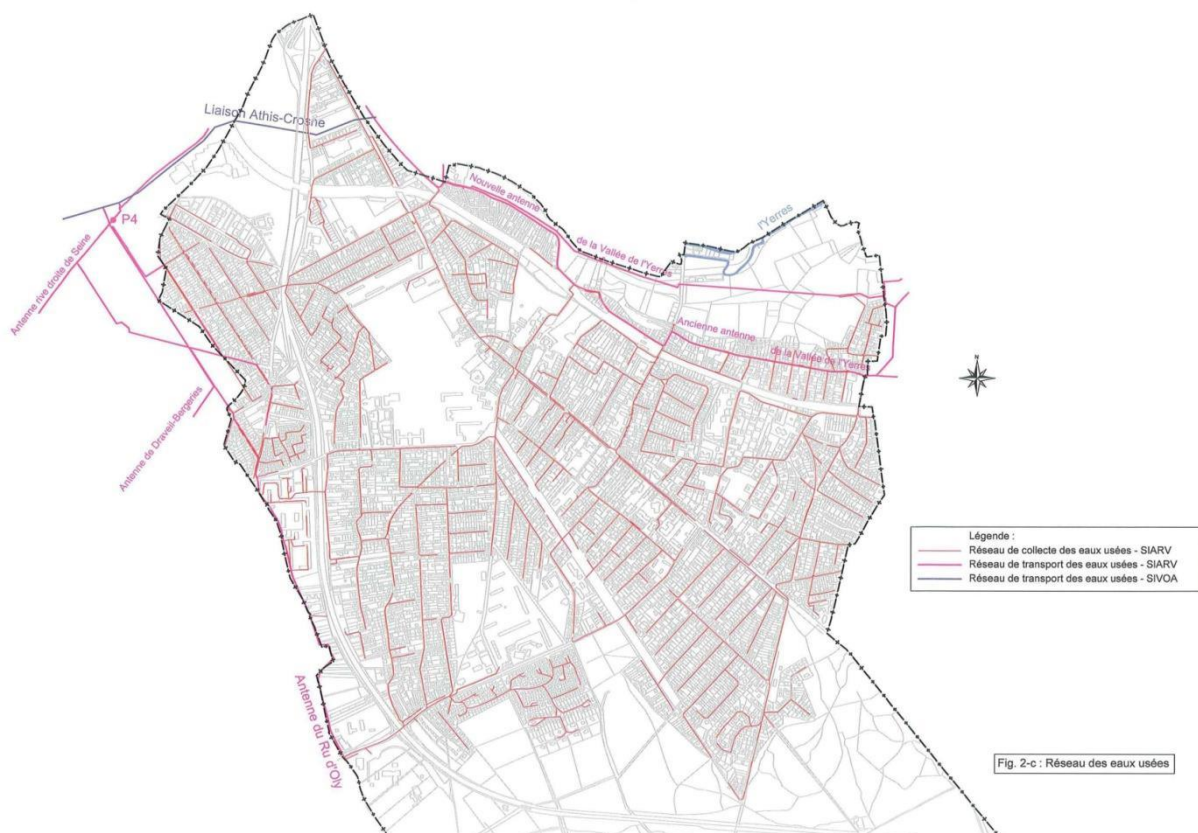 Liaison Athis-Crosne
P4
Nouvelle antenne
de la Vallée de l'Yerres
l'Yerres
Antenne rive droite de Seine
Ancienne antenne
de la Vallée de l'Yerres
Antenne de Draveil-Bergeries
N
Légende :
Réseau de collecte des eaux usées - SIARV
Réseau de transport des eaux usées - SIARV
Réseau de transport des eaux usées - SIVOA
Antenne du Ru d'Oly
Fig. 2-c : Réseau des eaux usées